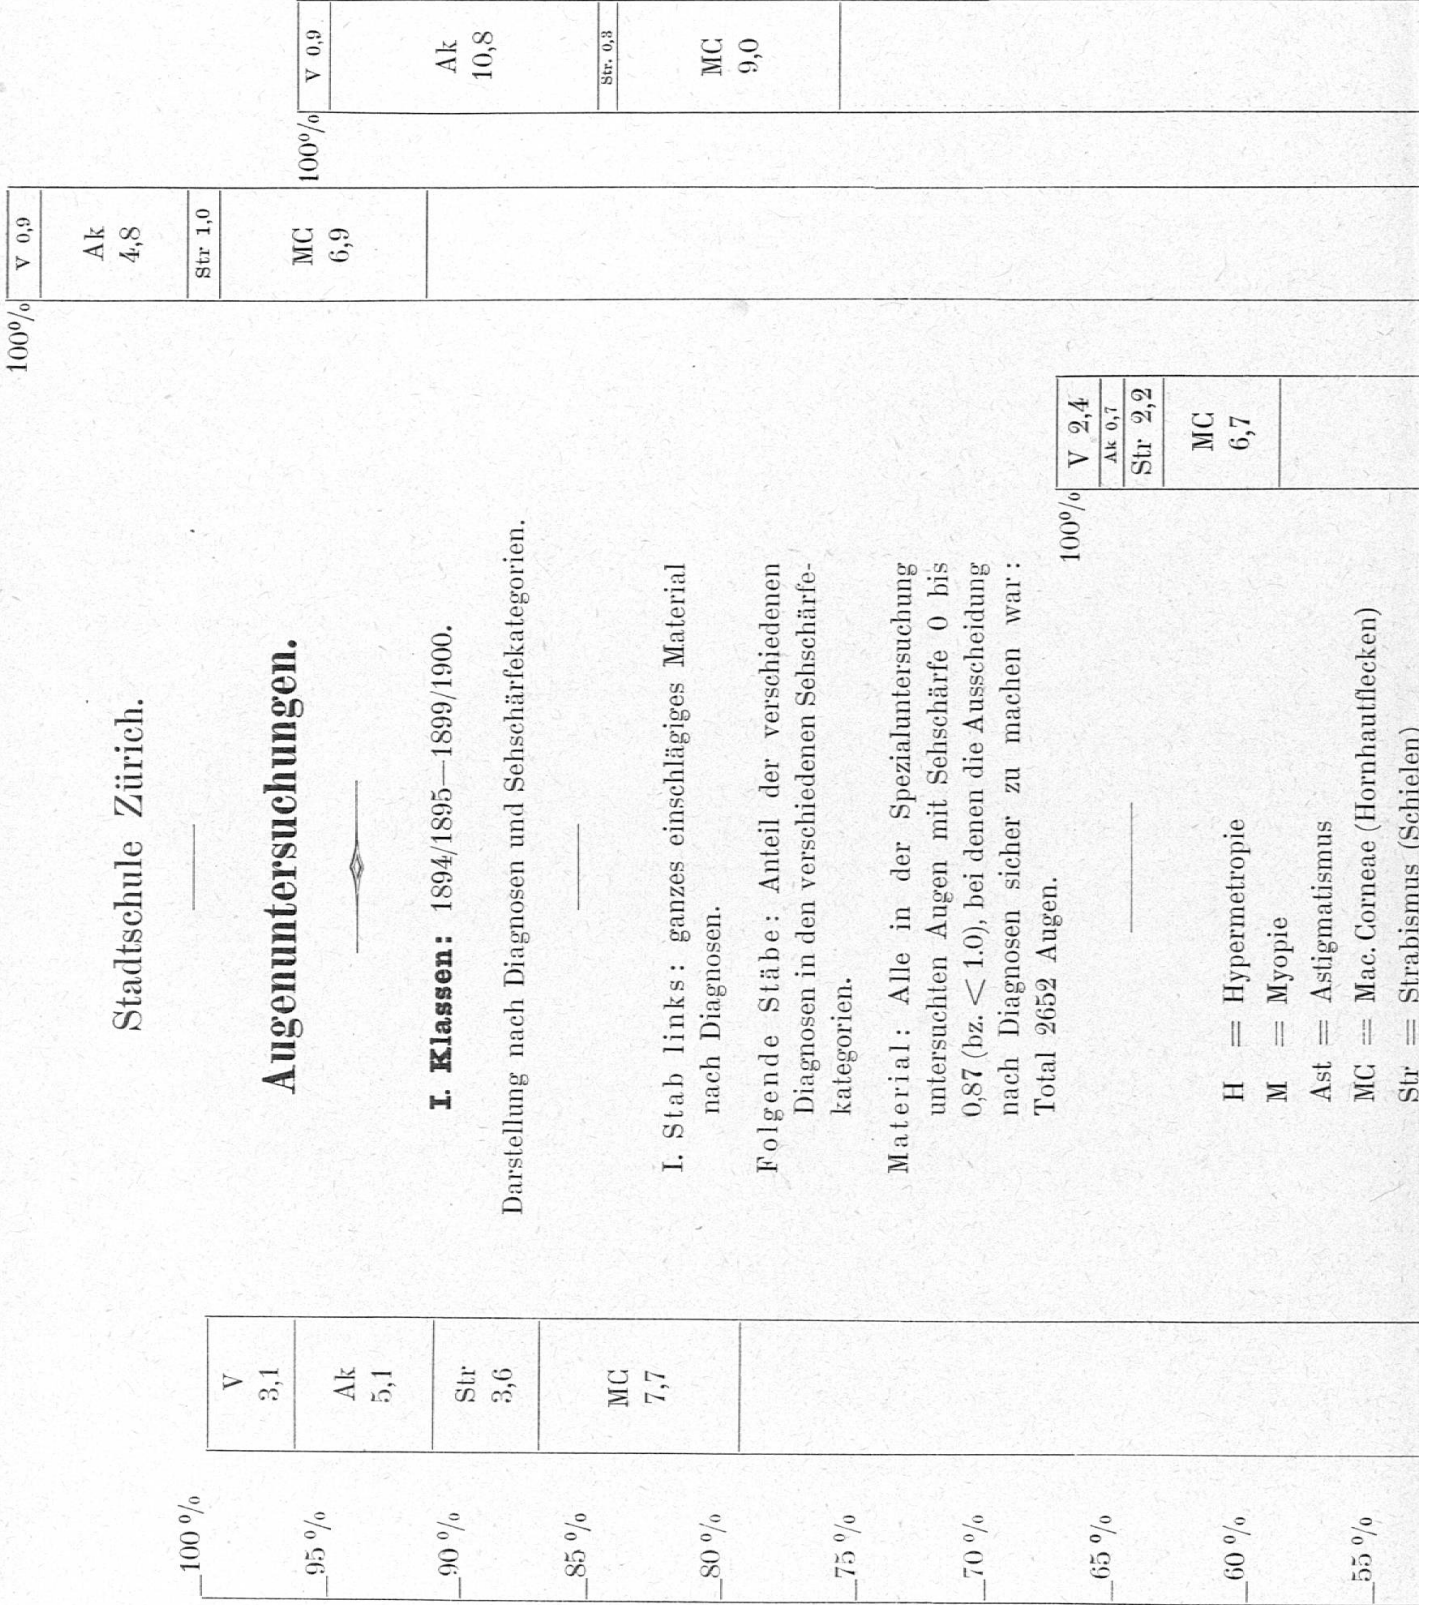 Stadtschule Zürich.
Augenuntersuchungen.
I. Klassen: 1894/1895—1899/1900.
Darstellung nach Diagnosen und Sehschärfekategorien.
I. Stab links: ganzes einschlägiges Material
nach Diagnosen.
Folgende Stäbe: Anteil der verschiedenen
Diagnosen in den verschiedenen Sehschärfe-
kategorien.
Material: Alle in der Spezialuntersuchung
untersuchten Augen mit Sehschärfe 0 bis
0,87 (bz. < 1.0), bei denen die Ausscheidung
nach Diagnosen sicher zu machen war:
Total 2652 Augen.
H = Hypermetropie
M = Myopie
Ast = Astigmatismus
MC = Mac. Corneae (Hornhautflecken)
Str = Strabismus (Schielen)
100 %
95 %
90 %
85 %
80 %
75 %
70 %
65 %
60 %
55 %
V
3,1
Ak
5,1
Str
3,6
MC
7,7
100%
V 2,4
Ak 0,7
Str 2,2
MC
6,7
100%
V 0,9
Ak
4,8
Str 1,0
MC
6,9
100%
V 0,9
Ak
10,8
Str. 0,3
MC
9,0